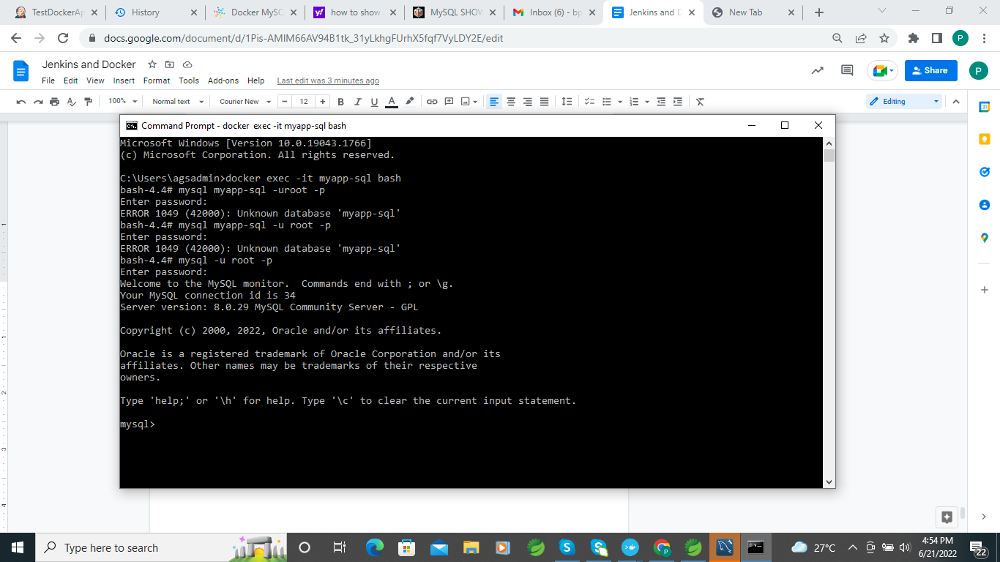 TestDockerAp
History
Docker MySQ
how to show
MySQL SHOW
Inbox (6) - bp
Jenkins and D
New Tab
docs.google.com/document/d/1Pis-AMIM66AV94B1tk_31yLkhgFUrhX5fqf7VyLDY2E/edit
P
Jenkins and Docker
File Edit View Insert Format Tools Add-ons Help Last edit was 3 minutes ago
Share
P
100% Normal text Courier New 12 B I U A Editing
Command Prompt - docker  exec -it myapp-sql bash
Microsoft Windows [Version 10.0.19043.1766]
(c) Microsoft Corporation. All rights reserved.
C:\Users\agsadmin>docker exec -it myapp-sql bash
bash-4.4# mysql myapp-sql -uroot -p
Enter password:
ERROR 1049 (42000): Unknown database 'myapp-sql'
bash-4.4# mysql myapp-sql -u root -p
Enter password:
ERROR 1049 (42000): Unknown database 'myapp-sql'
bash-4.4# mysql -u root -p
Enter password:
Welcome to the MySQL monitor.  Commands end with ; or \g.
Your MySQL connection id is 34
Server version: 8.0.29 MySQL Community Server - GPL
Copyright (c) 2000, 2022, Oracle and/or its affiliates.
Oracle is a registered trademark of Oracle Corporation and/or its
affiliates. Other names may be trademarks of their respective
owners.
Type 'help;' or '\h' for help. Type '\c' to clear the current input statement.
mysql>
1
1
2
3
4
Type here to search
27°C
4:54 PM
6/21/2022
22